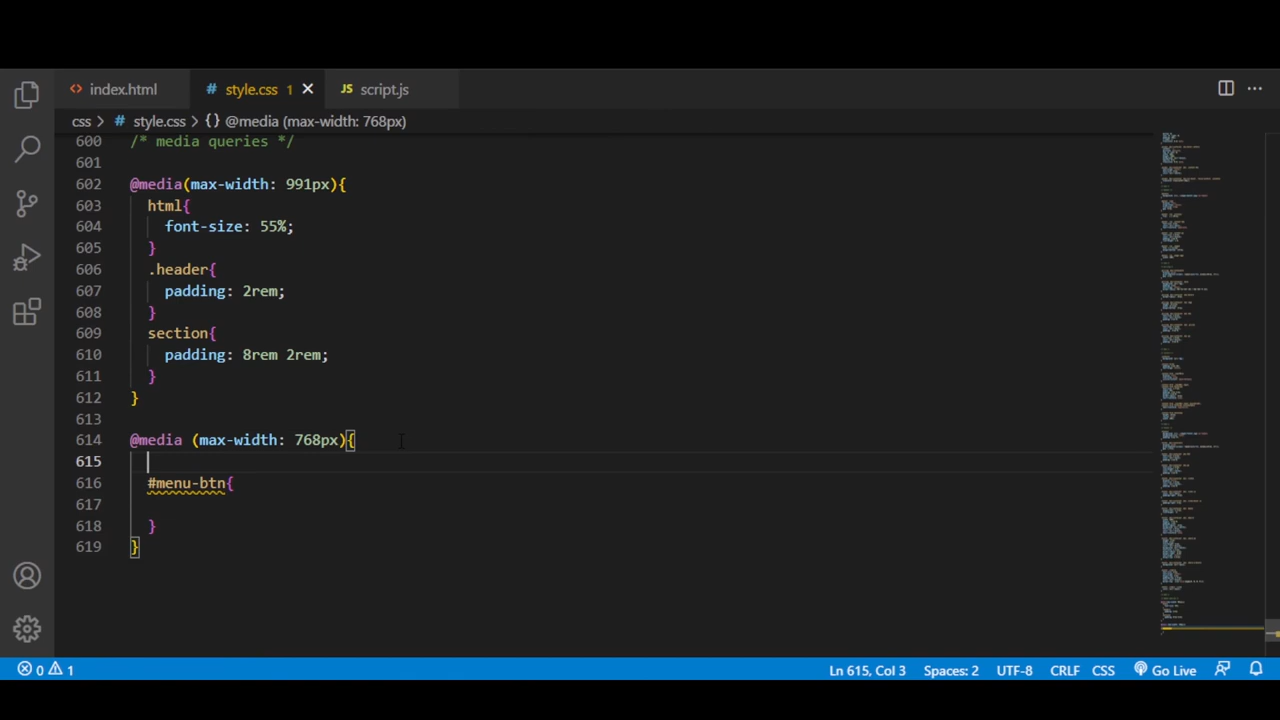 index.html
style.css 1
script.js
css > # style.css > {} @media (max-width: 768px)
600 /* media queries */
601
602 @media(max-width: 991px){
603 html{
604 font-size: 55%;
605 }
606 .header{
607 padding: 2rem;
608 }
609 section{
610 padding: 8rem 2rem;
611 }
612 }
613
614 @media (max-width: 768px){
615
616 #menu-btn{
617
618 }
619 }
0 1
Ln 615, Col 3
Spaces: 2
UTF-8
CRLF
CSS
Go Live